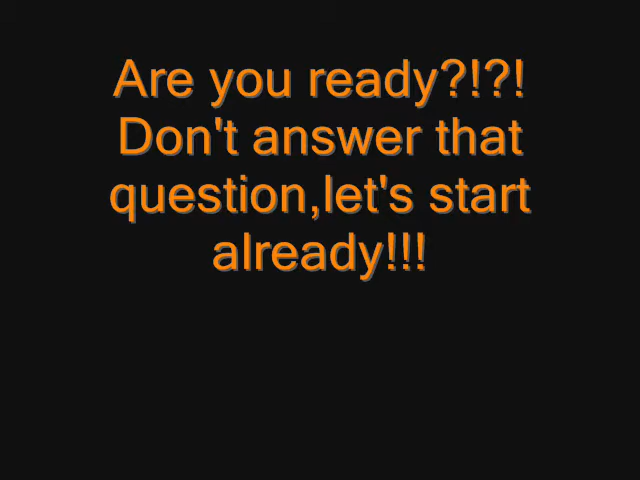 Are you ready?!?!
Don't answer that
question,let's start
already!!!